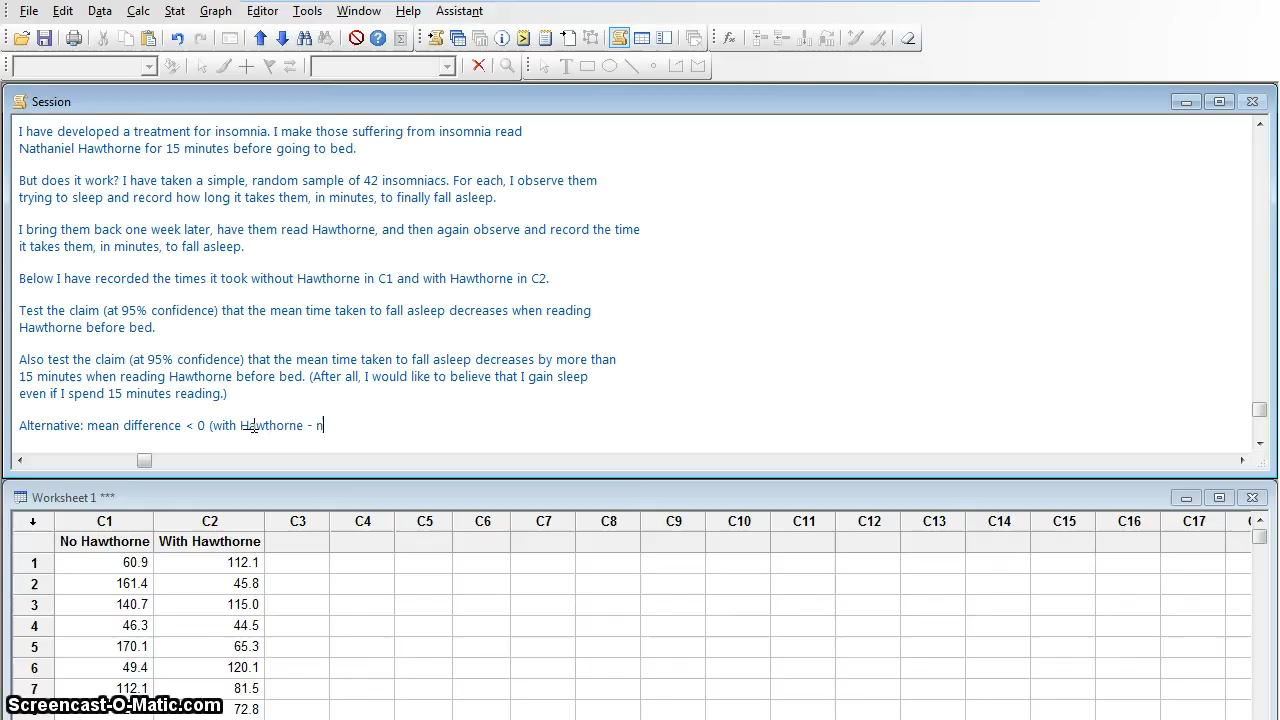 File Edit Data Calc Stat Graph Editor Tools Window Help Assistant
Session
I have developed a treatment for insomnia. I make those suffering from insomnia read
Nathaniel Hawthorne for 15 minutes before going to bed.
But does it work? I have taken a simple, random sample of 42 insomniacs. For each, I observe them
trying to sleep and record how long it takes them, in minutes, to finally fall asleep.
I bring them back one week later, have them read Hawthorne, and then again observe and record the time
it takes them, in minutes, to fall asleep.
Below I have recorded the times it took without Hawthorne in C1 and with Hawthorne in C2.
Test the claim (at 95% confidence) that the mean time taken to fall asleep decreases when reading
Hawthorne before bed.
Also test the claim (at 95% confidence) that the mean time taken to fall asleep decreases by more than
15 minutes when reading Hawthorne before bed. (After all, I would like to believe that I gain sleep
even if I spend 15 minutes reading.)
Alternative: mean difference < 0 (with Hawthorne - n
Worksheet 1 ***
C1 C2 C3 C4 C5 C6 C7 C8 C9 C10 C11 C12 C13 C14 C15 C16 C17
No Hawthorne With Hawthorne
1 60.9 112.1
2 161.4 45.8
3 140.7 115.0
4 46.3 44.5
5 170.1 65.3
6 49.4 120.1
7 112.1 81.5
72.8
Screencast-O-Matic.com